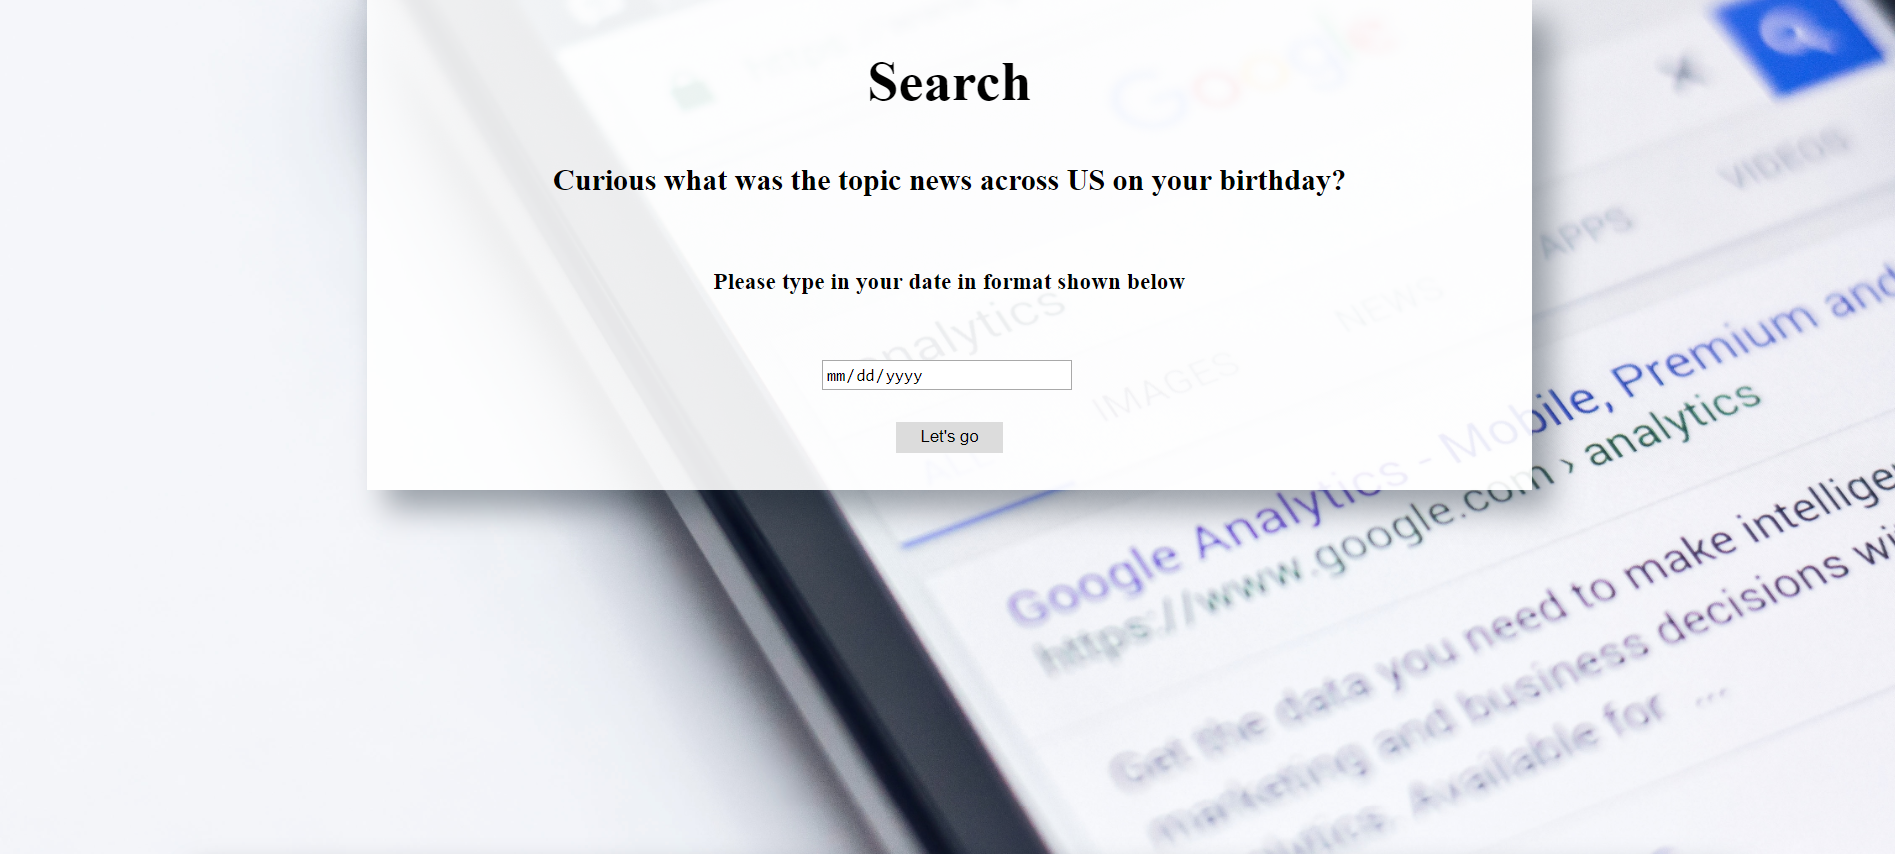 Google
Search
VIDEOS
Curious what was the topic news across US on your birthday?
APPS
Please type in your date in format shown below
NEWS
analytics
IMAGES
mm/dd/yyyy
Let's go
ALL
Google Analytics - Mobile, Premium and
https://www.google.com › analytics
Get the data you need to make intellige
marketing and business decisions wi
lytics. Available for ...